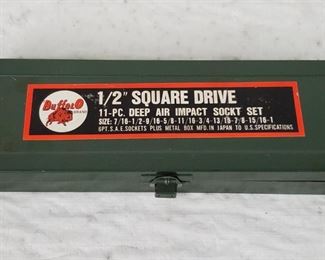 Buffalo
BRAND
1/2" SQUARE DRIVE
11-PC. DEEP AIR IMPACT SOCKT SET
SIZE: 7/16-1/2-9/16-5/8-11/16-3/4-13/16-7/8-15/16-1
6PT. S.A.E. SOCKETS PLUS METAL BOX MFD. IN JAPAN TO U.S. SPECIFICATIONS